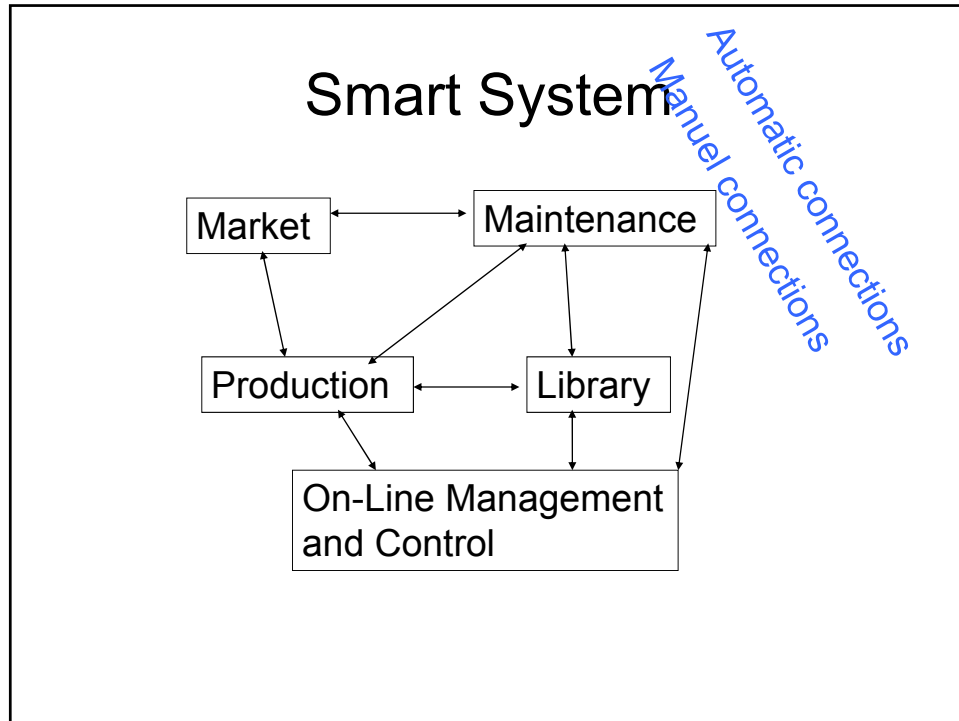 Smart System
Automatic connections
Manuel connections
Market
Maintenance
Production
Library
On-Line Management
and Control